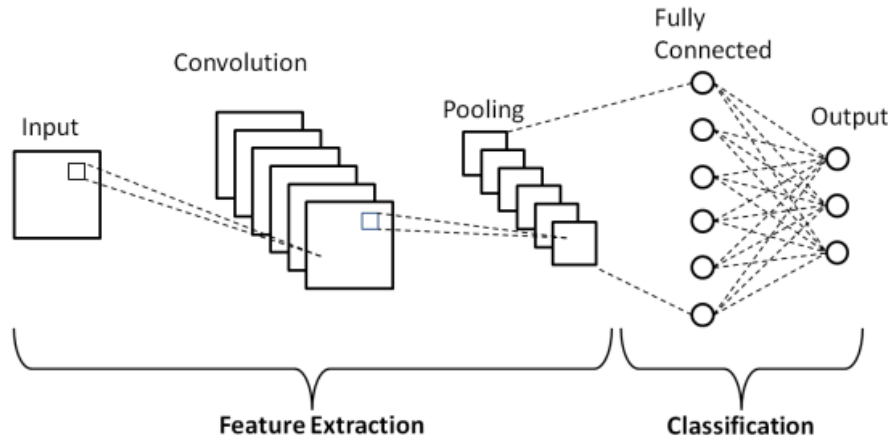 Input
Convolution
Pooling
Fully
Connected
Output
Feature Extraction
Classification